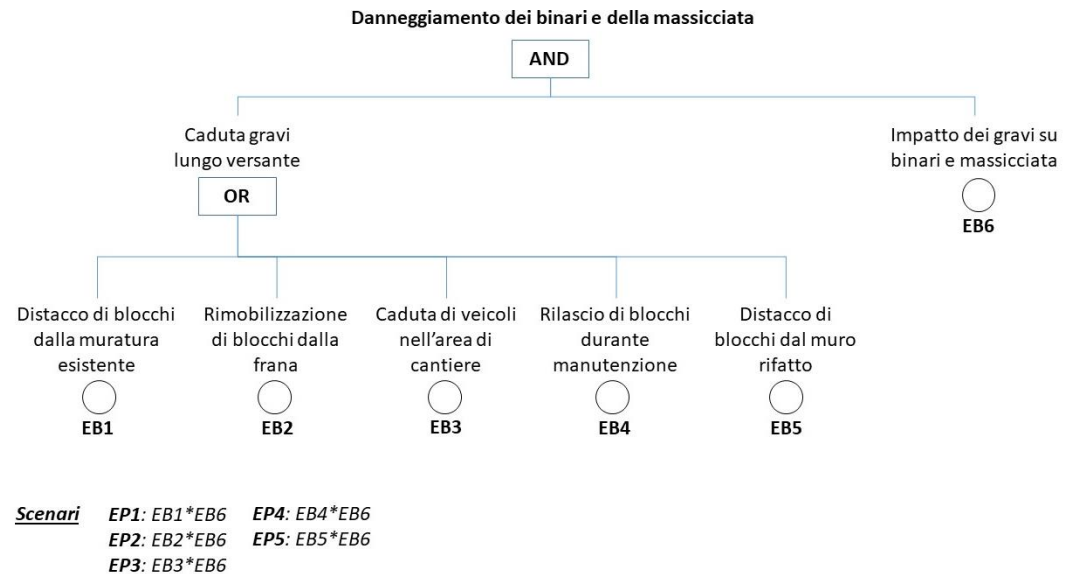 Danneggiamento dei binari e della massicciata
AND
Caduta gravi
lungo versante
OR
Impatto dei gravi su
binari e massicciata
EB6
Distacco di blocchi
dalla muratura
esistente
EB1
Rimobilizzazione
di blocchi dalla
frana
EB2
Caduta di veicoli
nell'area di
cantiere
EB3
Rilascio di blocchi
durante
manutenzione
EB4
Distacco di
blocchi dal muro
rifatto
EB5
Scenari
EP1: EB1*EB6
EP2: EB2*EB6
EP3: EB3*EB6
EP4: EB4*EB6
EP5: EB5*EB6